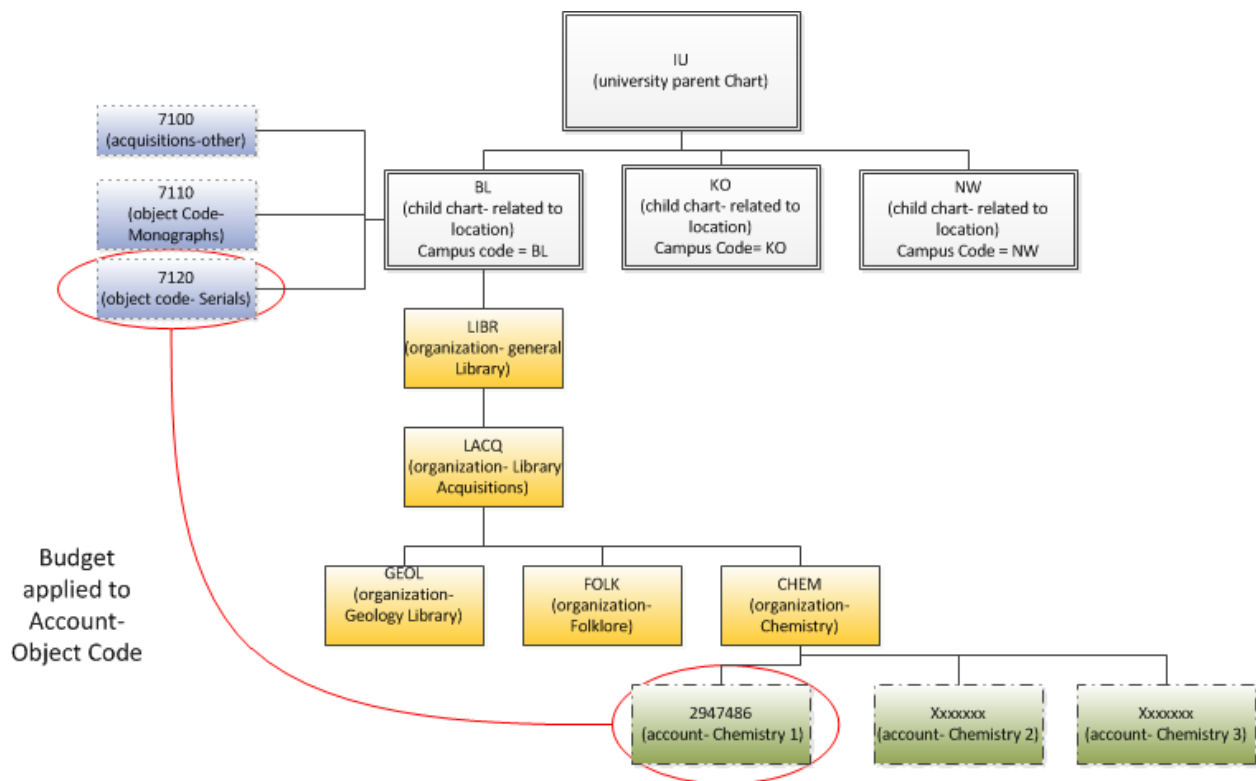 IU
(university parent Chart)
7100
(acquisitions-other)
7110
(object Code-
Monographs)
7120
(object code- Serials)
BL
(child chart- related to
location)
Campus code = BL
KO
(child chart- related to
location)
Campus Code= KO
NW
(child chart- related to
location)
Campus Code = NW
LIBR
(organization- general
Library)
LACQ
(organization- Library
Acquisitions)
Budget
applied to
Account-
Object Code
GEOL
(organization-
Geology Library)
FOLK
(organization-
Folklore)
CHEM
(organization-
Chemistry)
2947486
(account- Chemistry 1)
Xxxxxxx
(account- Chemistry 2)
Xxxxxxx
(account- Chemistry 3)